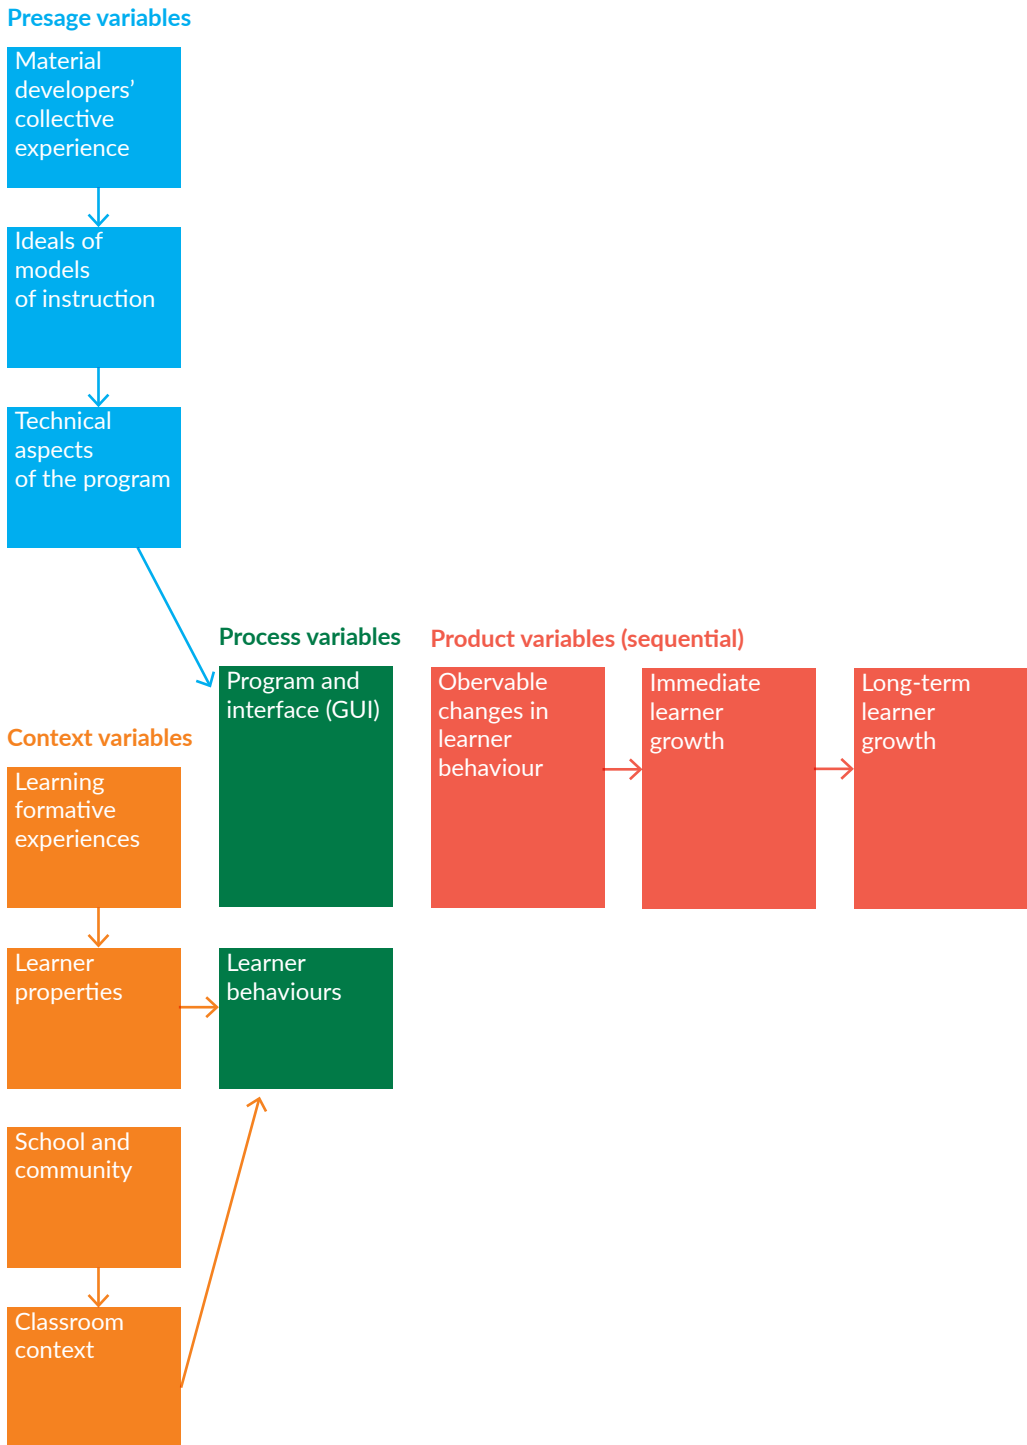 Presage variables
Material
developers’
collective
experience
Ideals of
models
of instruction
Technical
aspects
of the program
Process variables
Program and
interface (GUI)
Learner
behaviours
Product variables (sequential)
Obervable
changes in
learner
behaviour
Immediate
learner
growth
Long-term
learner
growth
Context variables
Learning
formative
experiences
Learner
properties
School and
community
Classroom
context